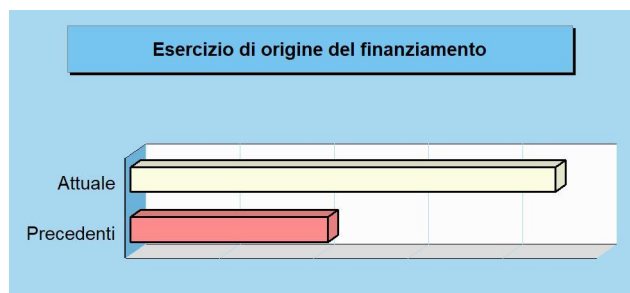 Esercizio di origine del finanziamento
Attuale
Precedenti